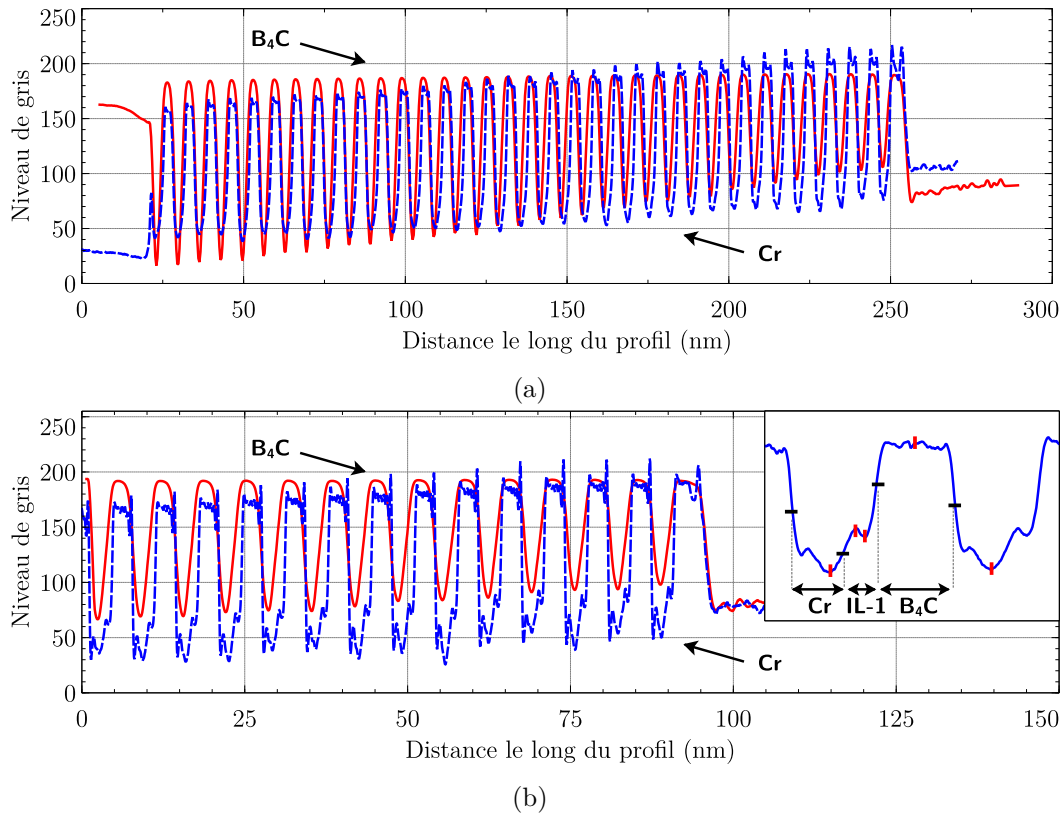 250
200
150
100
50
0
Niveau de gris
B₄C
Cr
0 50 100 150 200 250 300
Distance le long du profil (nm)
(a)
250
200
150
100
50
0
Niveau de gris
B₄C
Cr
Cr IL-1 B₄C
0 25 50 75 100 125 150
Distance le long du profil (nm)
(b)